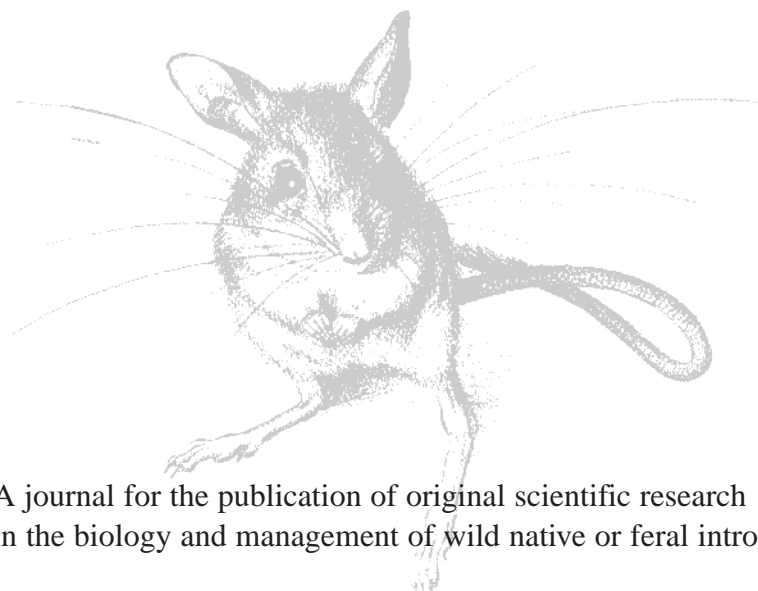 A journal for the publication of original scientific research
in the biology and management of wild native or feral intro